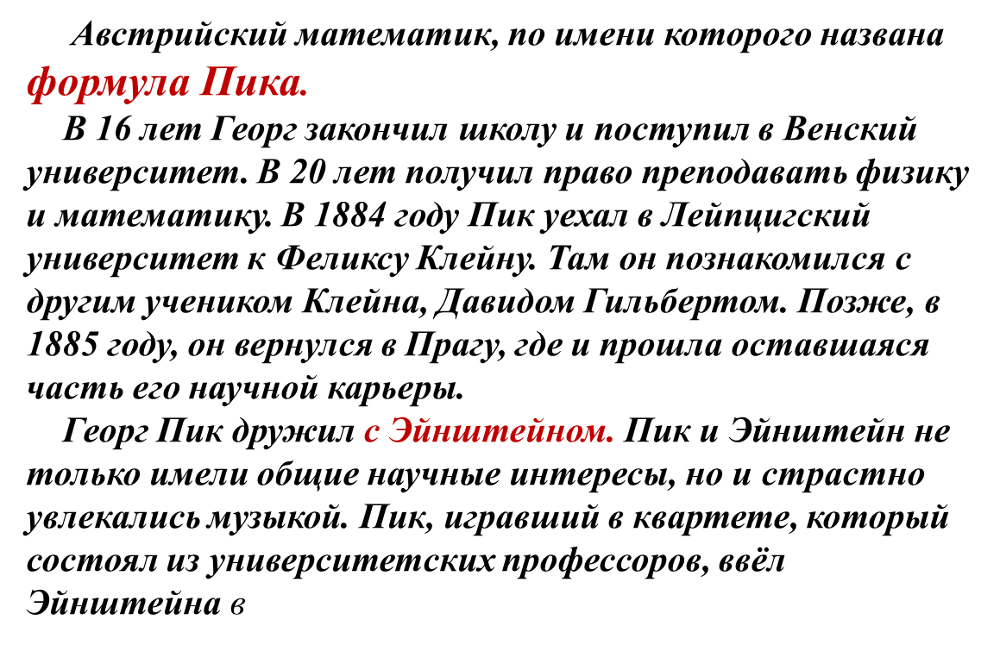 Австрийский математик, по имени которого названа
формула Пика.
В 16 лет Георг закончил школу и поступил в Венский
университет. В 20 лет получил право преподавать физику
и математику. В 1884 году Пик уехал в Лейпцигский
университет к Феликсу Клейну. Там он познакомился с
другим учеником Клейна, Давидом Гильбертом. Позже, в
1885 году, он вернулся в Прагу, где и прошла оставшаяся
часть его научной карьеры.
Георг Пик дружил с Эйнштейном. Пик и Эйнштейн не
только имели общие научные интересы, но и страстно
увлекались музыкой. Пик, игравший в квартете, который
состоял из университетских профессоров, ввёл
Эйнштейна в